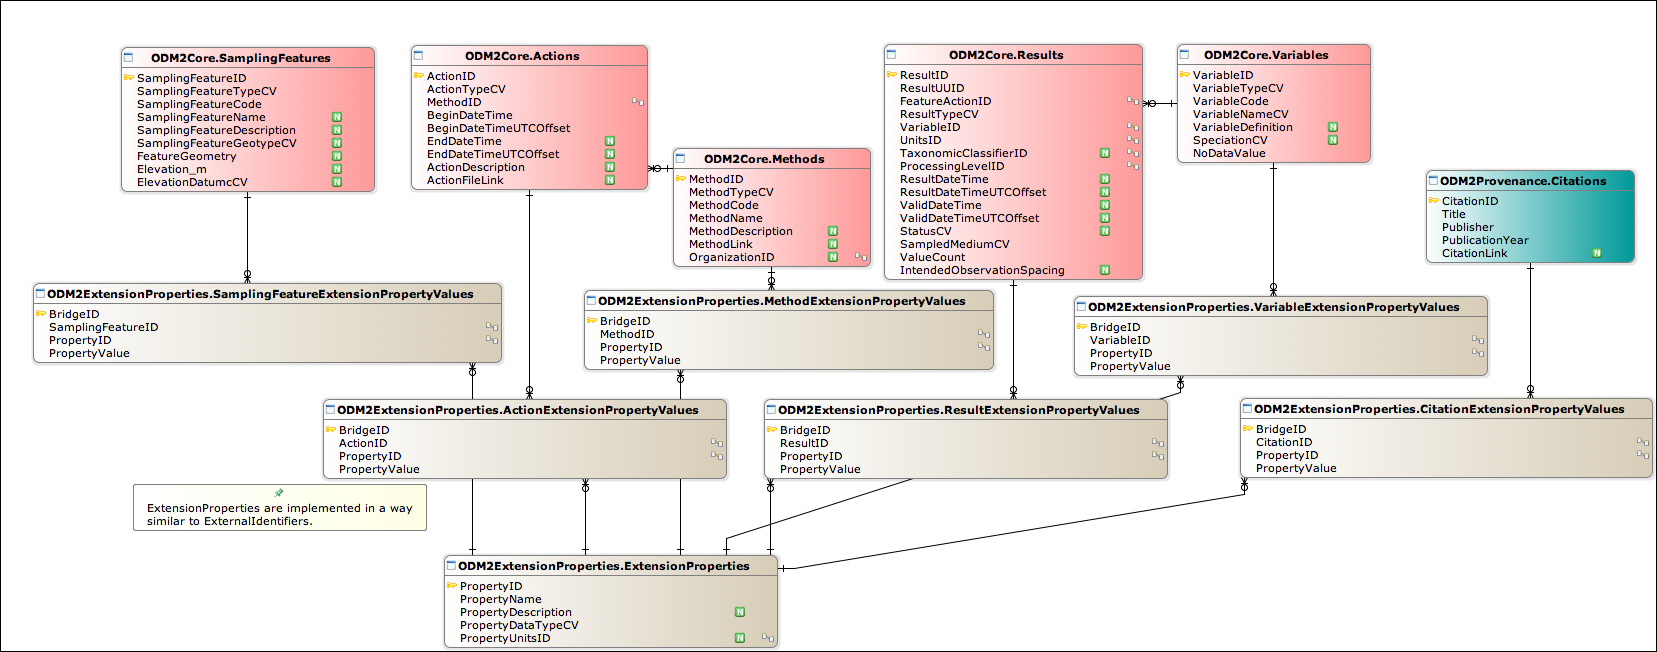 ODM2Core.SamplingFeatures
SamplingFeatureID
SamplingFeatureTypeCV
SamplingFeatureCode
SamplingFeatureName N
SamplingFeatureDescription N
SamplingFeatureGeotypeCV N
FeatureGeometry N
Elevation_m N
ElevationDatumcCV N
ODM2Core.Actions
ActionID
ActionTypeCV
MethodID
BeginDateTime
BeginDateTimeUTCOffset
EndDateTime N
EndDateTimeUTCOffset N
ActionDescription N
ActionFileLink N
ODM2Core.Methods
MethodID
MethodTypeCV
MethodCode
MethodName
MethodDescription N
MethodLink N
OrganizationID N
ODM2Core.Results
ResultID
ResultUUID
FeatureActionID
ResultTypeCV
VariableID
UnitsID
TaxonomicClassifierID N
ProcessingLevelID
ResultDateTime N
ResultDateTimeUTCOffset N
ValidDateTime N
ValidDateTimeUTCOffset N
StatusCV N
SampledMediumCV
ValueCount
IntendedObservationSpacing N
ODM2Core.Variables
VariableID
VariableTypeCV
VariableCode
VariableNameCV
VariableDefinition N
SpeciationCV N
NoDataValue
ODM2Provenance.Citations
CitationID
Title
Publisher
PublicationYear
CitationLink N
ODM2ExtensionProperties.SamplingFeatureExtensionPropertyValues
BridgeID
SamplingFeatureID
PropertyID
PropertyValue
ODM2ExtensionProperties.MethodExtensionPropertyValues
BridgeID
MethodID
PropertyID
PropertyValue
ODM2ExtensionProperties.VariableExtensionPropertyValues
BridgeID
VariableID
PropertyID
PropertyValue
ODM2ExtensionProperties.ActionExtensionPropertyValues
BridgeID
ActionID
PropertyID
PropertyValue
ODM2ExtensionProperties.ResultExtensionPropertyValues
BridgeID
ResultID
PropertyID
PropertyValue
ODM2ExtensionProperties.CitationExtensionPropertyValues
BridgeID
CitationID
PropertyID
PropertyValue
ExtensionProperties are implemented in a way
similar to ExternalIdentifiers.
ODM2ExtensionProperties.ExtensionProperties
PropertyID
PropertyName
PropertyDescription N
PropertyDataTypeCV
PropertyUnitsID N